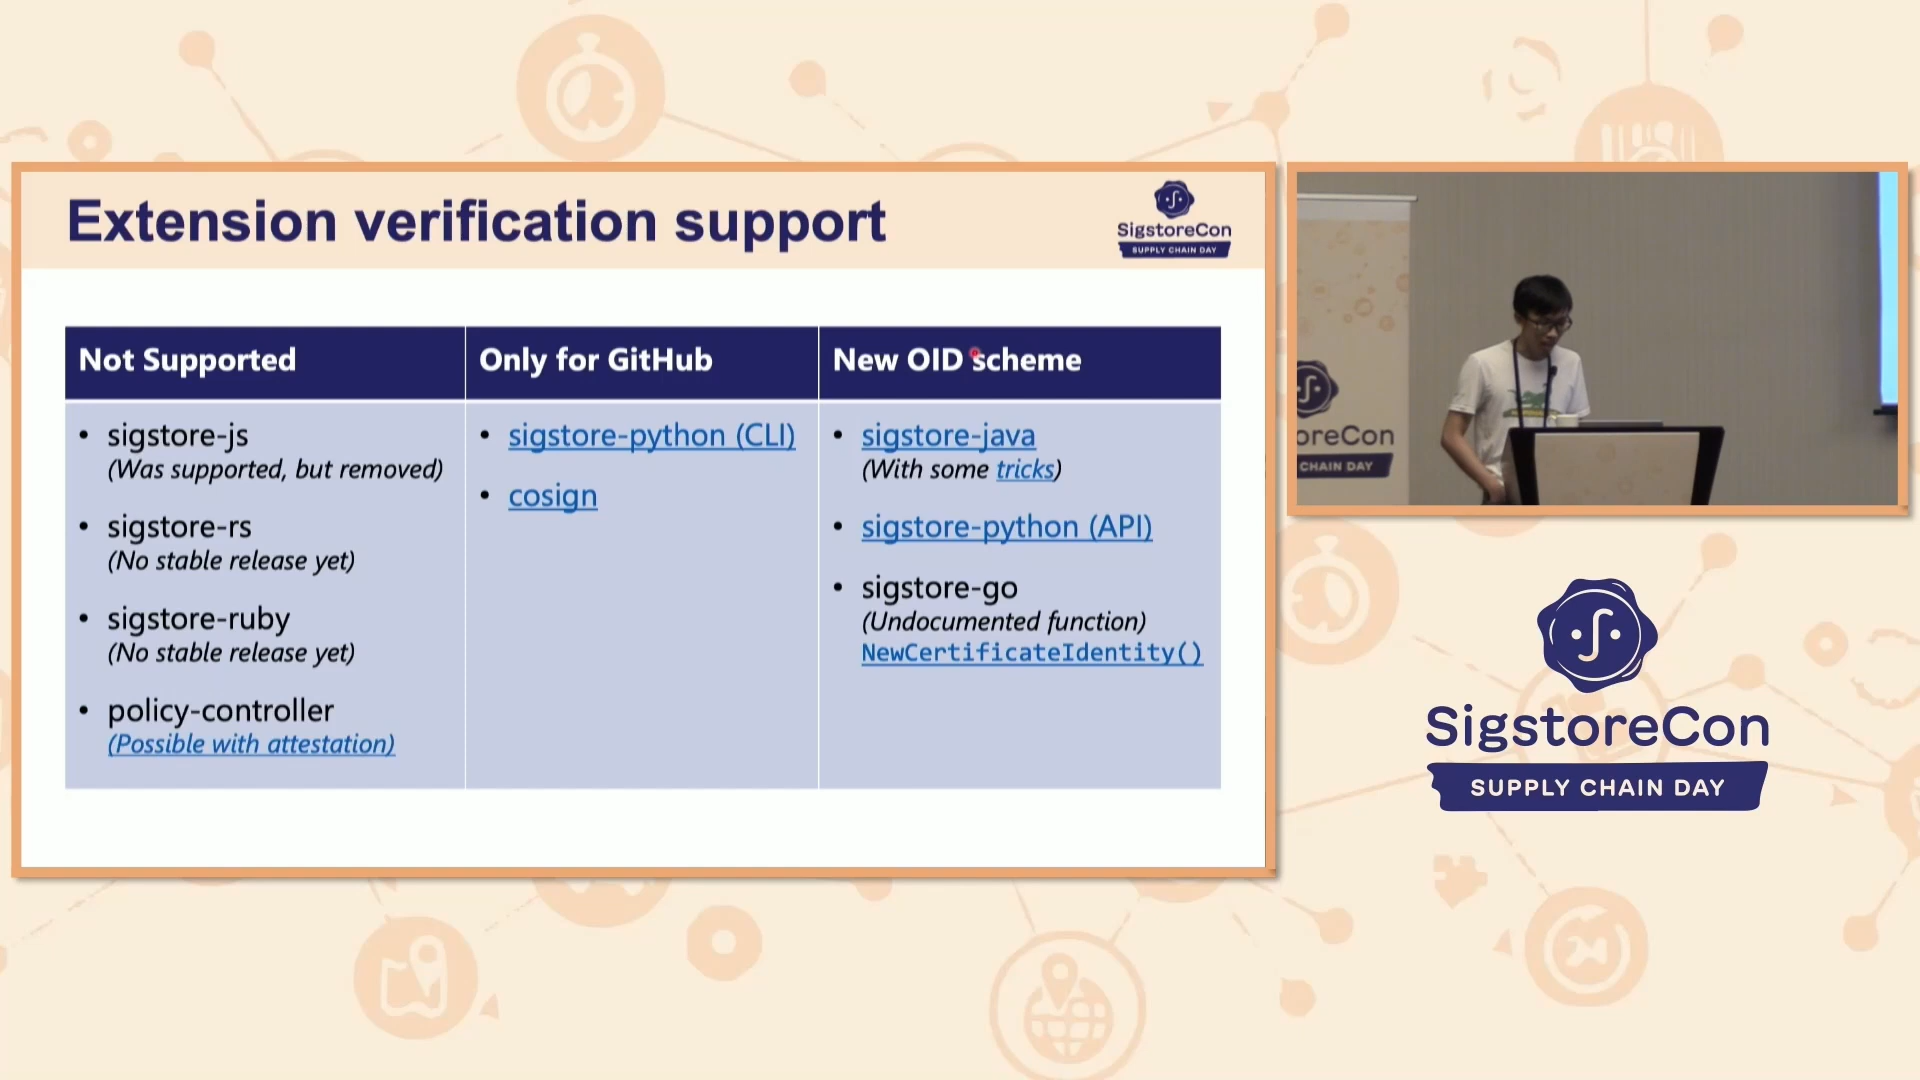 Extension verification support
SigstoreCon
SUPPLY CHAIN DAY
Not Supported
• sigstore-js
(Was supported, but removed)
• sigstore-rs
(No stable release yet)
• sigstore-ruby
(No stable release yet)
• policy-controller
(Possible with attestation)
Only for GitHub
• sigstore-python (CLI)
• cosign
New OID scheme
• sigstore-java
(With some tricks)
• sigstore-python (API)
• sigstore-go
(Undocumented function)
NewCertificateIdentity()
oreCon
CHAIN DAY
SigstoreCon
SUPPLY CHAIN DAY